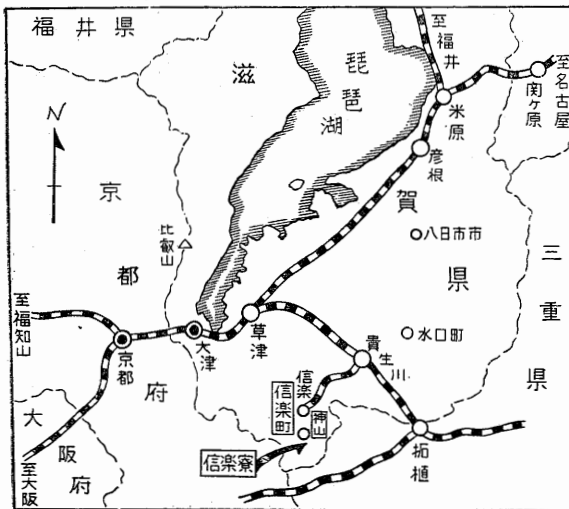 福井県
滋賀県
琵琶湖
至福井
至名古屋
関ヶ原
米原
彦根
N
京都府
比叡山
八日市市
三重県
至福知山
京都
大津
草津
水口町
貴生川
信楽
信楽町
神山
信楽寮
柘植
大阪府
至大阪